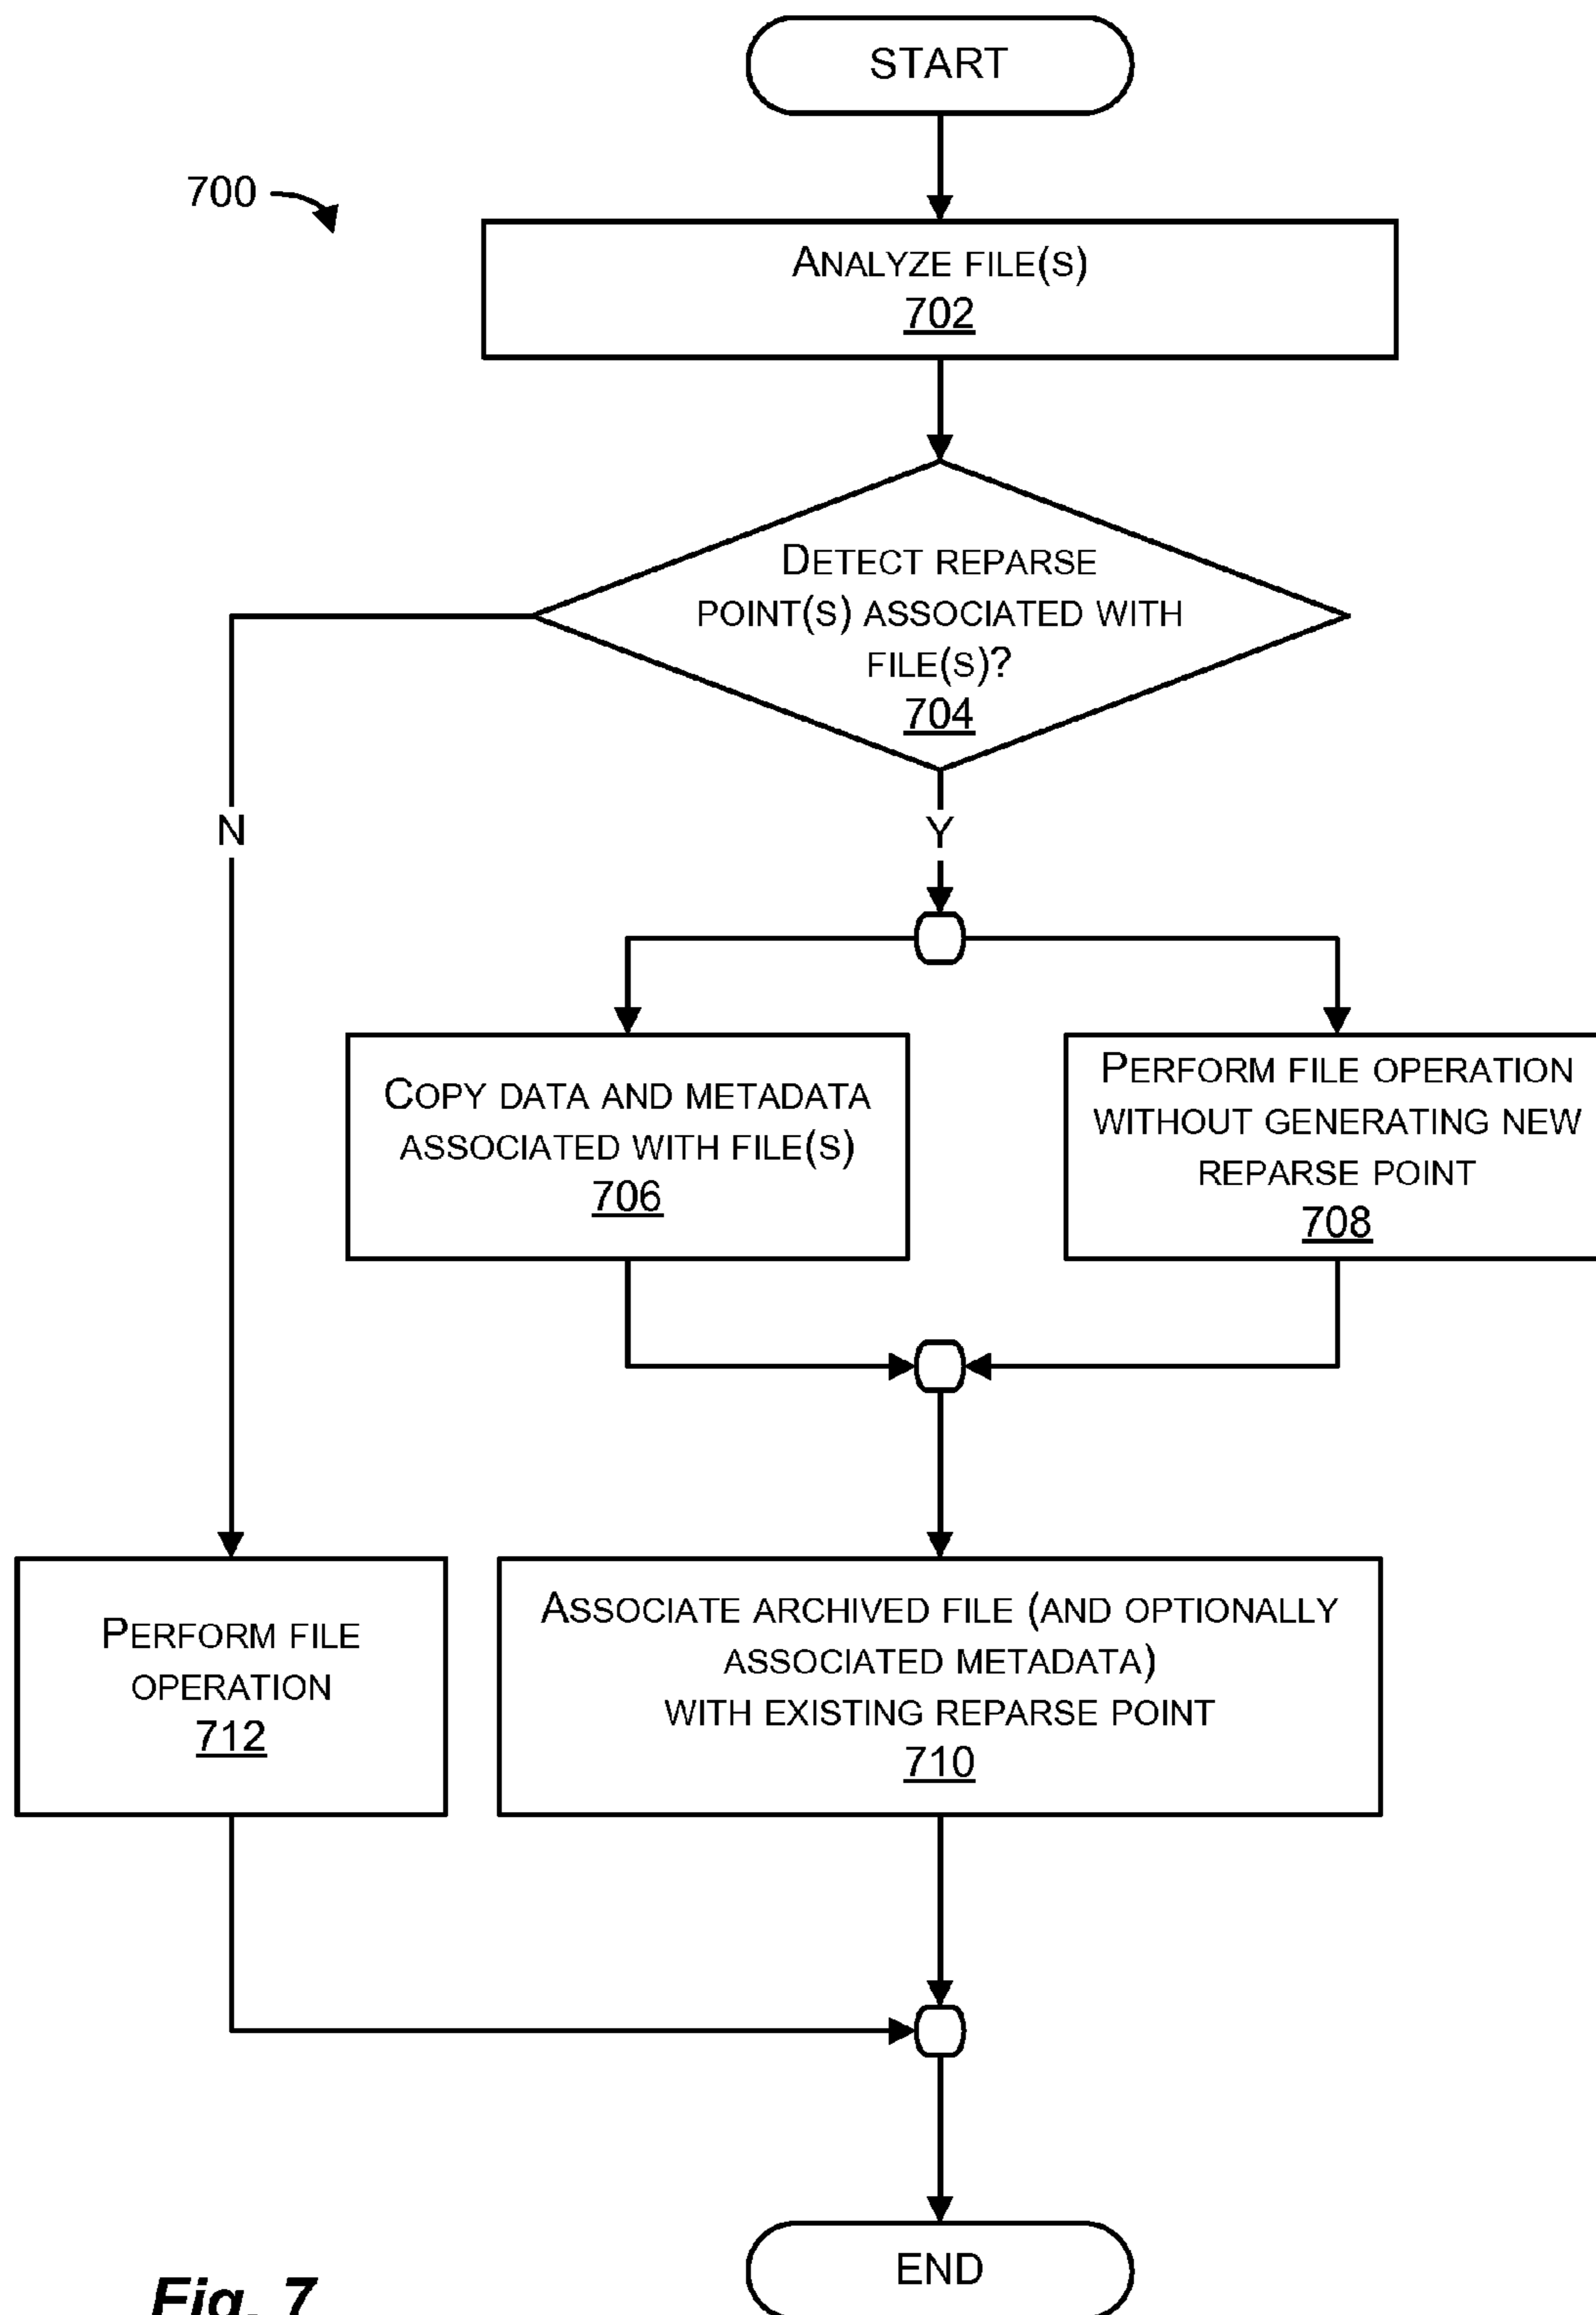 START
700
ANALYZE FILE(S)
702
DETECT REPARSE
POINT(S) ASSOCIATED WITH
FILE(S)?
704
N
Y
COPY DATA AND METADATA
ASSOCIATED WITH FILE(S)
706
PERFORM FILE OPERATION
WITHOUT GENERATING NEW
REPARSE POINT
708
PERFORM FILE
OPERATION
712
ASSOCIATE ARCHIVED FILE (AND OPTIONALLY
ASSOCIATED METADATA)
WITH EXISTING REPARSE POINT
710
END
Fig. 7